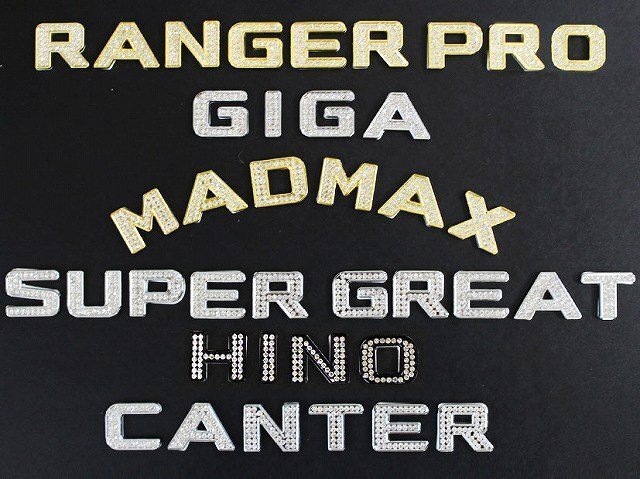 RANGER PRO
GIGA
MADMAX
SUPER GREAT
HINO
CANTER